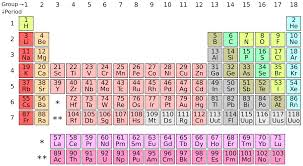 Group → 1 2 3 4 5 6 7 8 9 10 11 12 13 14 15 16 17 18
↓Period
1 1 2
H He
2 3 4 5 6 7 8 9 10
Li Be B C N O F Ne
3 11 12 13 14 15 16 17 18
Na Mg Al Si P S Cl Ar
4 19 20 21 22 23 24 25 26 27 28 29 30 31 32 33 34 35 36
K Ca Sc Ti V Cr Mn Fe Co Ni Cu Zn Ga Ge As Se Br Kr
5 37 38 39 40 41 42 43 44 45 46 47 48 49 50 51 52 53 54
Rb Sr Y Zr Nb Mo Tc Ru Rh Pd Ag Cd In Sn Sb Te I Xe
6 55 56 * 72 73 74 75 76 77 78 79 80 81 82 83 84 85 86
Cs Ba Hf Ta W Re Os Ir Pt Au Hg Tl Pb Bi Po At Rn
7 87 88 ** 104 105 106 107 108 109 110 111 112 113 114 115 116 117 118
Fr Ra Rf Db Sg Bh Hs Mt Ds Rg Cn Uut Uup Uus Uuo
* 57 58 59 60 61 62 63 64 65 66 67 68 69 70 71
La Ce Pr Nd Pm Sm Eu Gd Tb Dy Ho Er Tm Yb Lu
** 89 90 91 92 93 94 95 96 97 98 99 100 101 102 103
Ac Th Pa U Np Pu Am Cm Bk Cf Es Fm Md No Lr